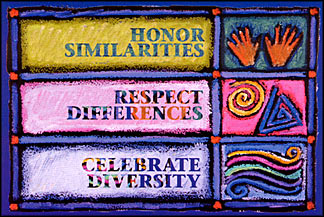 HONOR
SIMILARITIES
RESPECT
DIFFERENCES
CELEBRATE
DIVERSITY